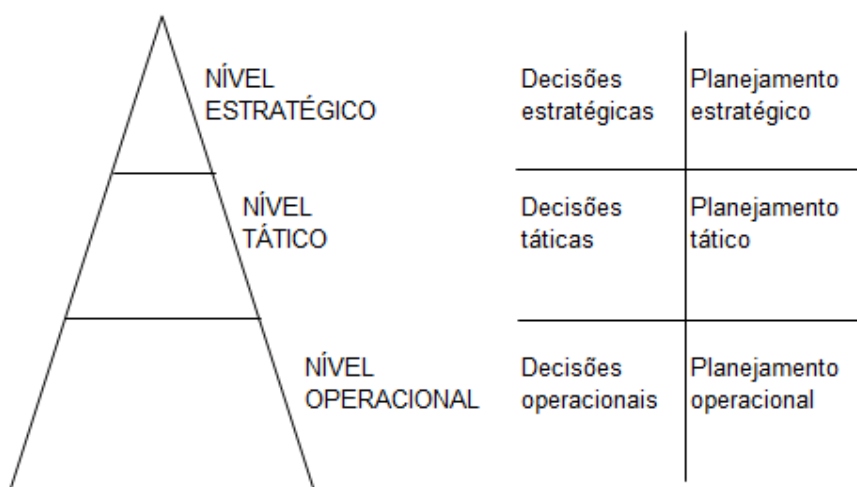 NÍVEL
ESTRATÉGICO
Decisões
estratégicas
Planejamento
estratégico
NÍVEL
TÁTICO
Decisões
táticas
Planejamento
tático
NÍVEL
OPERACIONAL
Decisões
operacionais
Planejamento
operacional